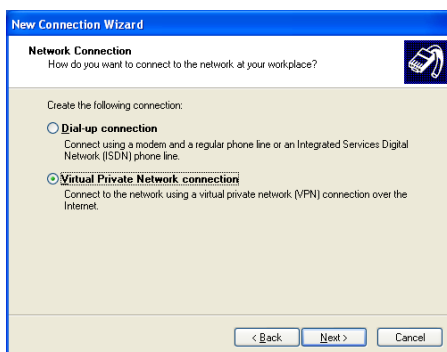 New Connection Wizard
Network Connection
How do you want to connect to the network at your workplace?
Create the following connection:
Dial-up connection
Connect using a modem and a regular phone line or an Integrated Services Digital
Network (ISDN) phone line.
Virtual Private Network connection
Connect to the network using a virtual private network (VPN) connection over the
Internet.
< Back Next > Cancel